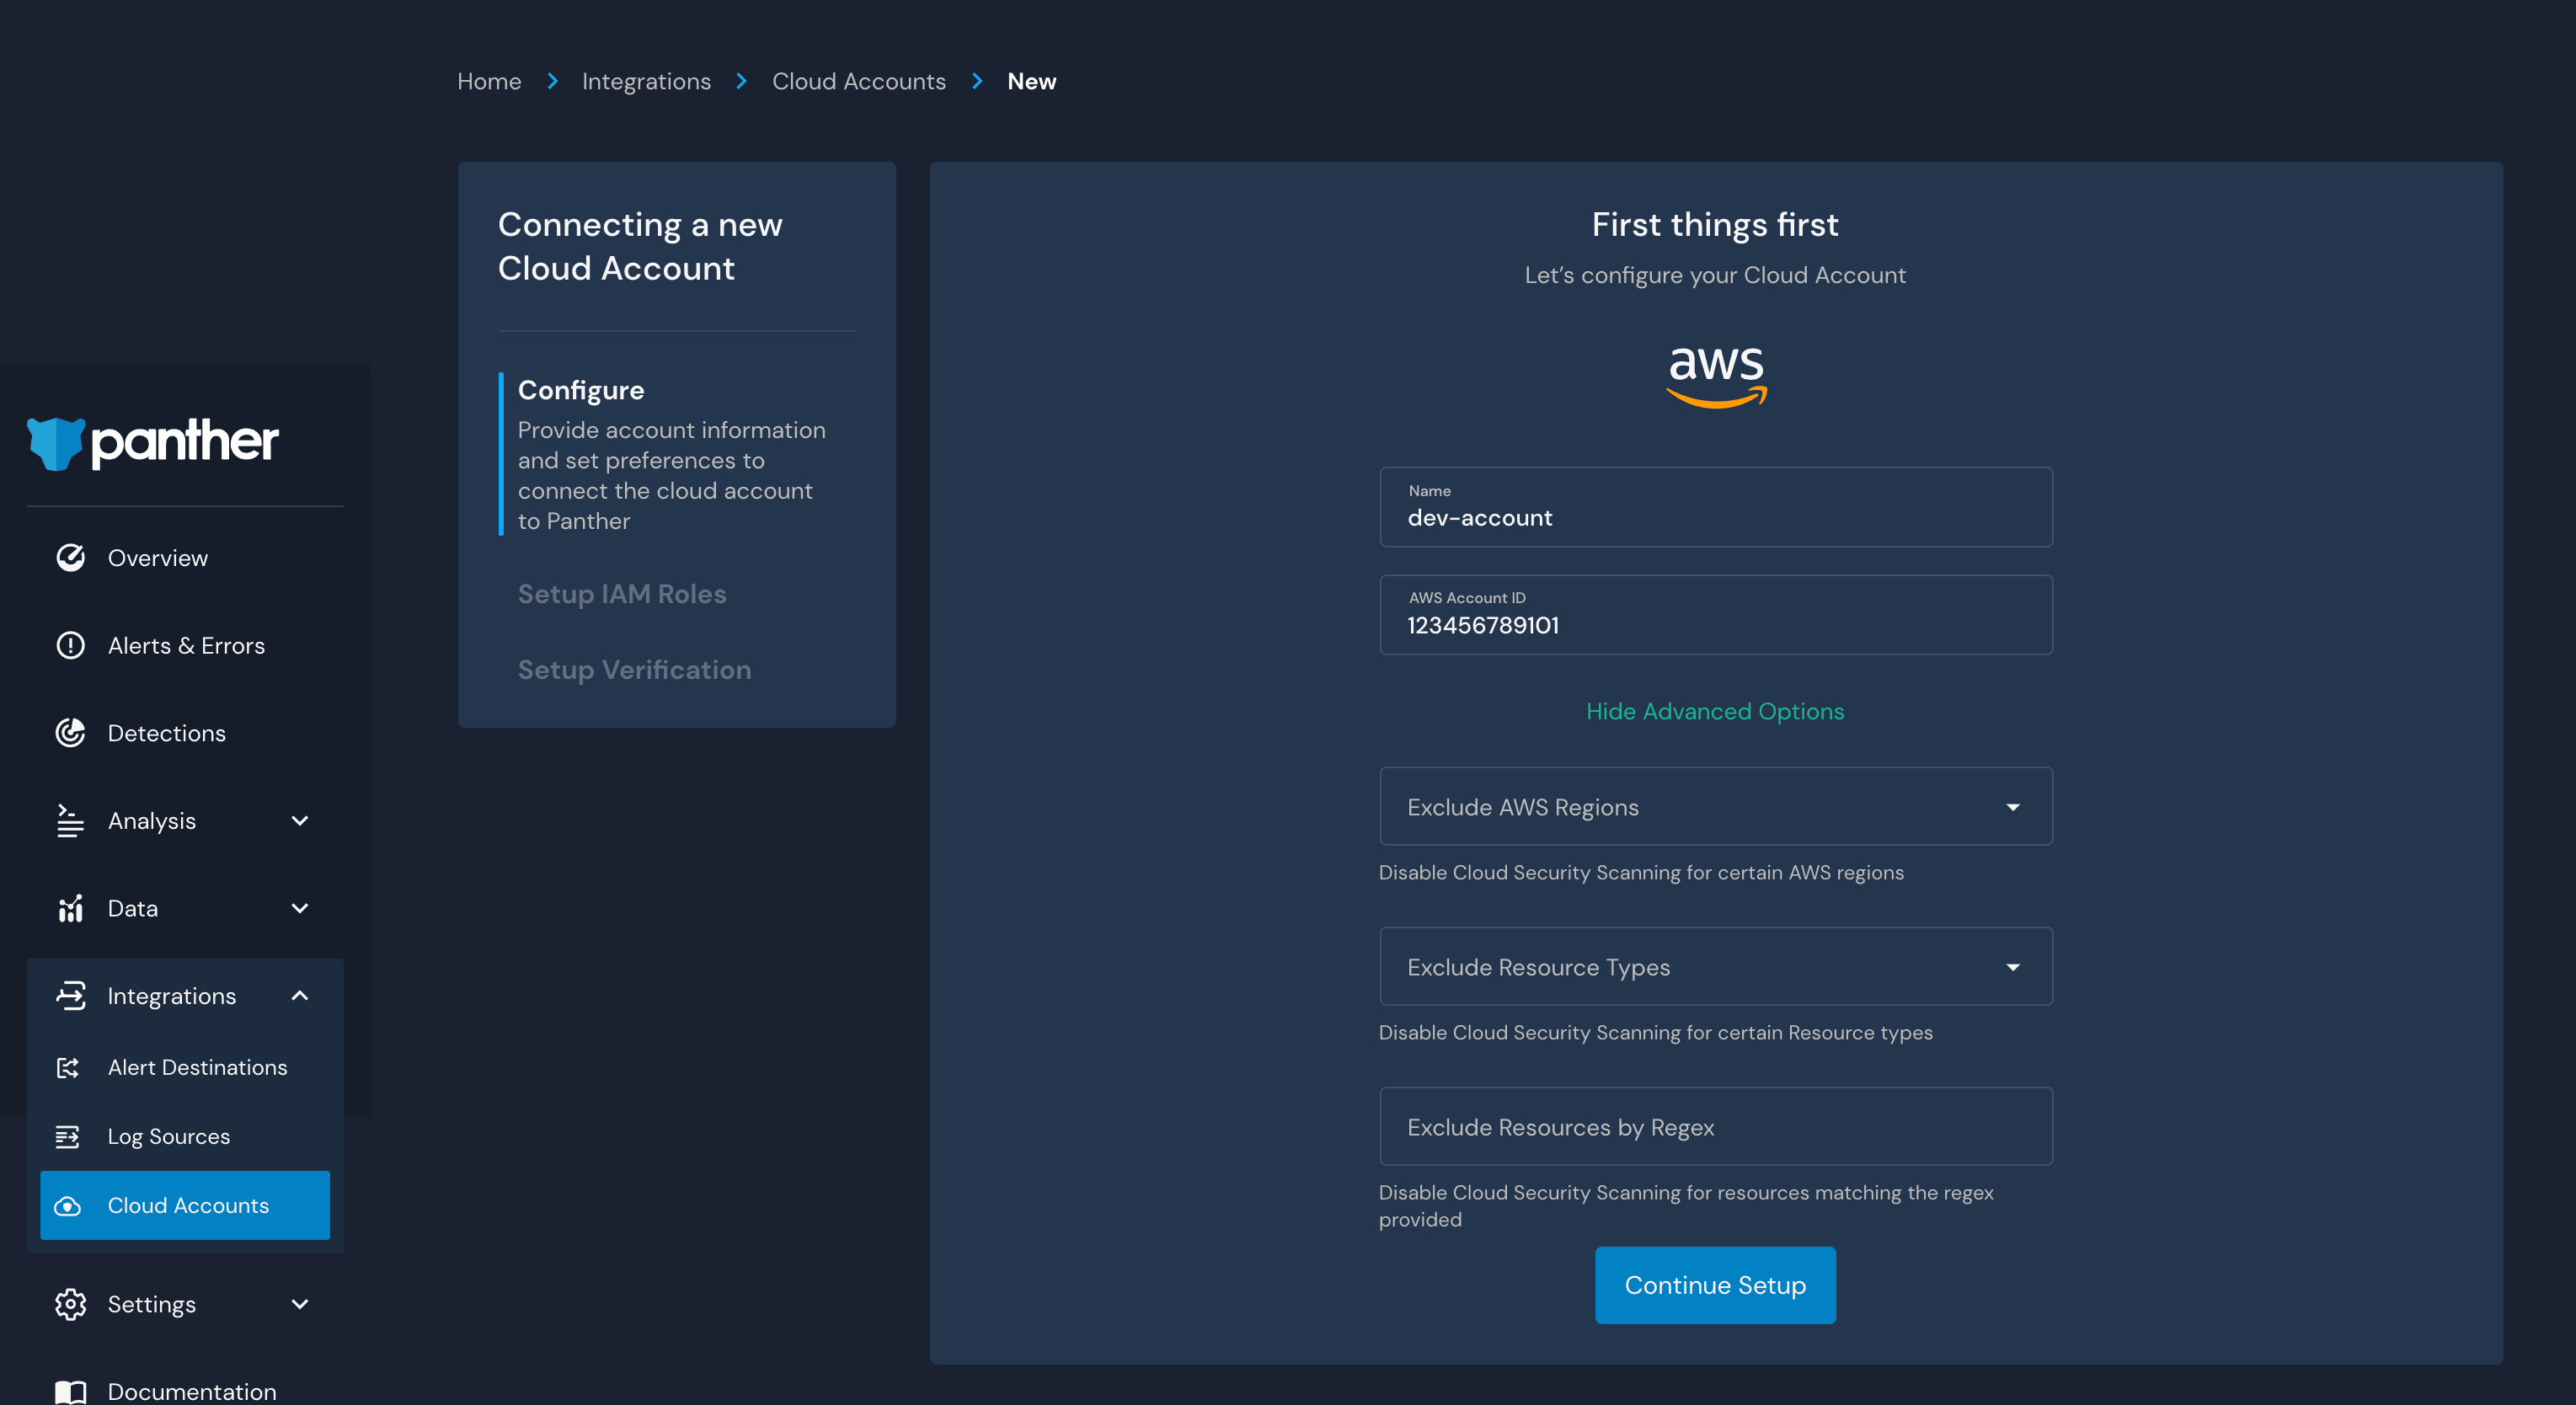 Home
Integrations
Cloud Accounts
New
panther
Overview
Alerts & Errors
Detections
Analysis
Data
Integrations
Alert Destinations
Log Sources
Cloud Accounts
Settings
Documentation
Connecting a new
Cloud Account
Configure
Provide account information
and set preferences to
connect the cloud account
to Panther
Setup IAM Roles
Setup Verification
First things first
Let’s configure your Cloud Account
aws
Name
dev-account
AWS Account ID
123456789101
Hide Advanced Options
Exclude AWS Regions
Disable Cloud Security Scanning for certain AWS regions
Exclude Resource Types
Disable Cloud Security Scanning for certain Resource types
Exclude Resources by Regex
Disable Cloud Security Scanning for resources matching the regex
provided
Continue Setup